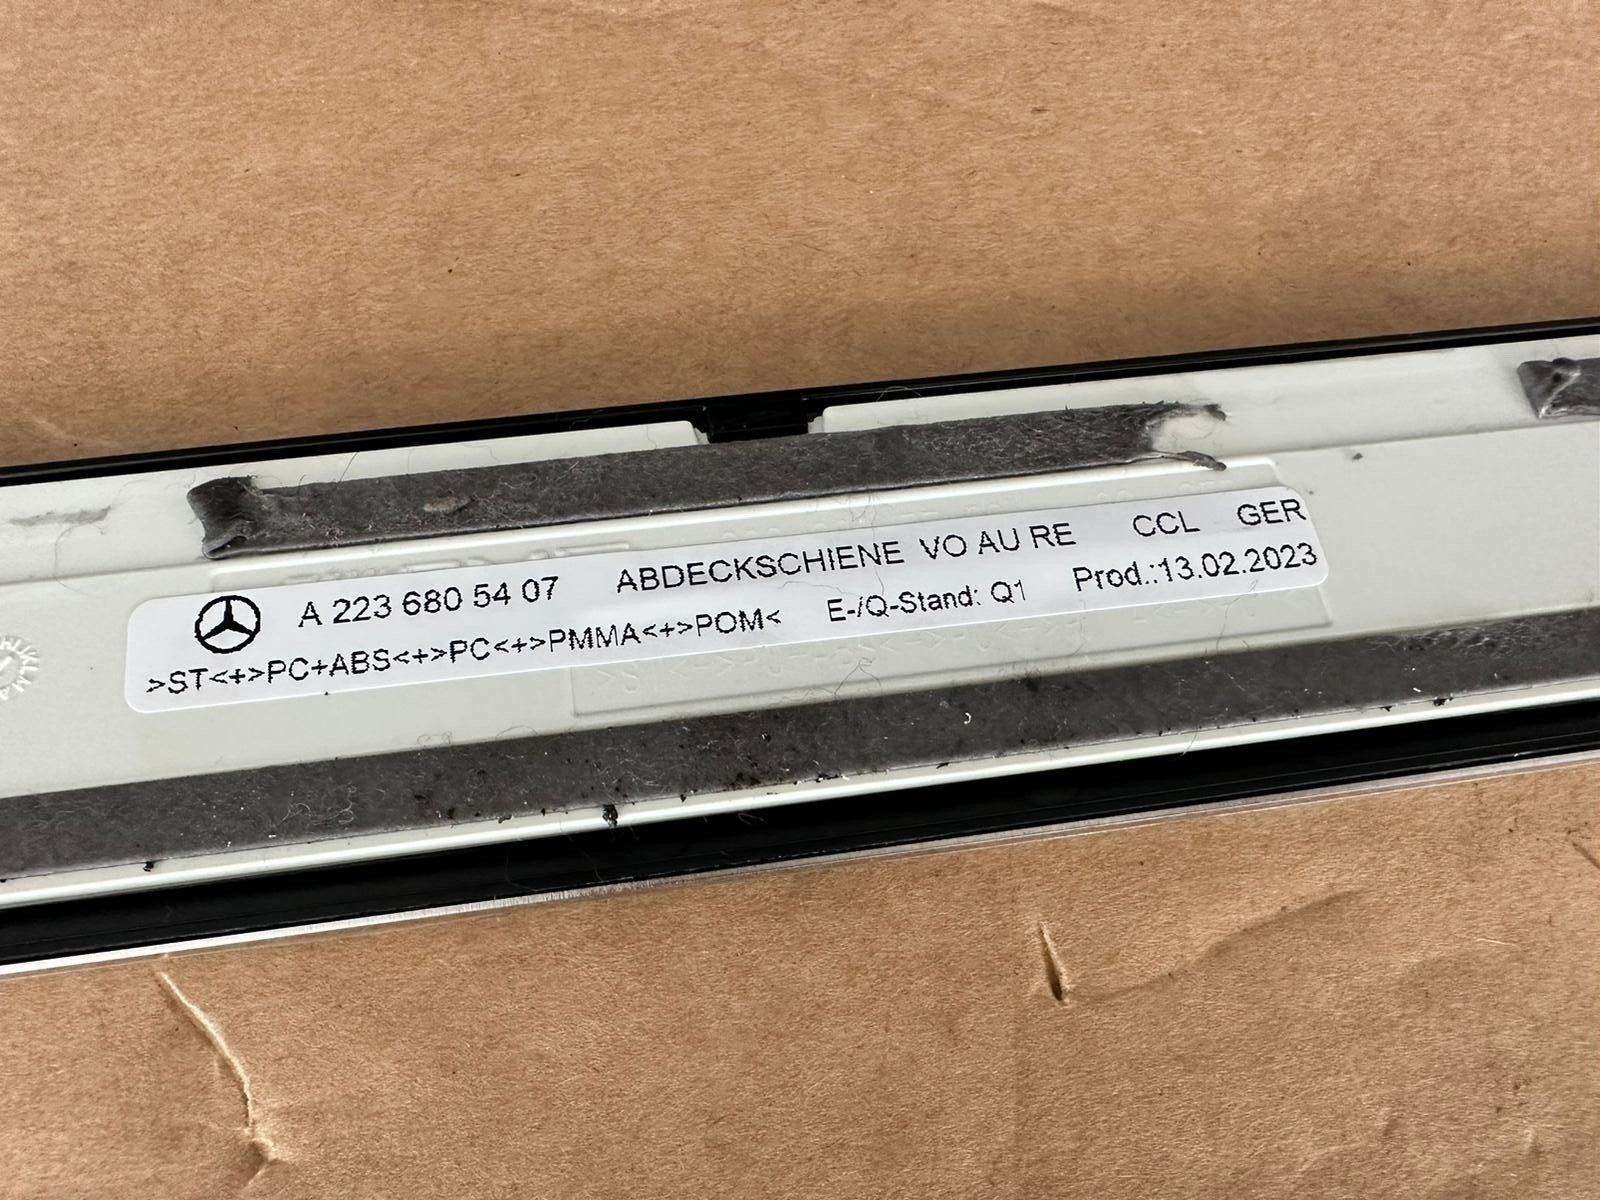 A 223 680 54 07 ABDECKSCHIENE VO AU RE CCL GER
>ST<+>PC+ABS<+>PC<+>PMMA<+>POM< E-/Q-Stand: Q1 Prod.:13.02.2023